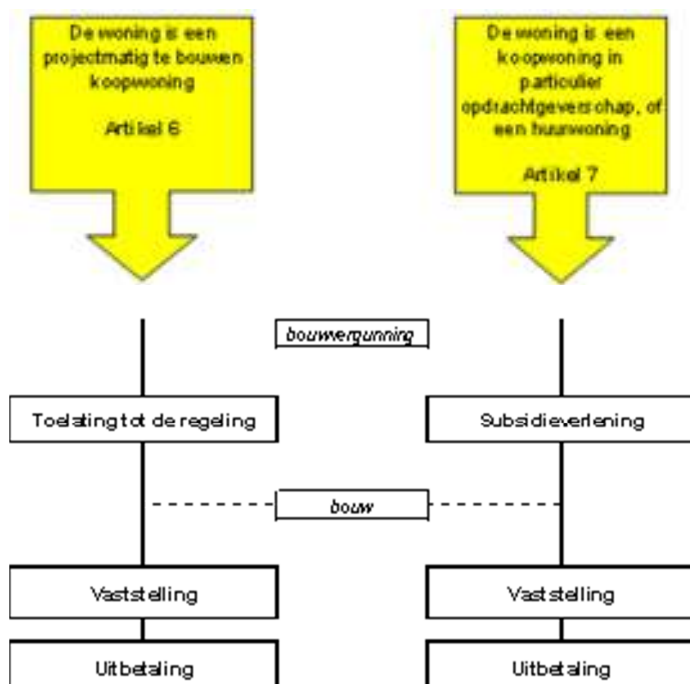 De woning is een
projectmatig te bouwen
koopwoning
Artikel 6
De woning is een
koopwoning in
particulier
opdrachtgeverschap, of
een huurwoning
Artikel 7
bouwvergunning
Toelating tot de regeling
Subsidieverlening
bouw
Vaststelling
Vaststelling
Uitbetaling
Uitbetaling